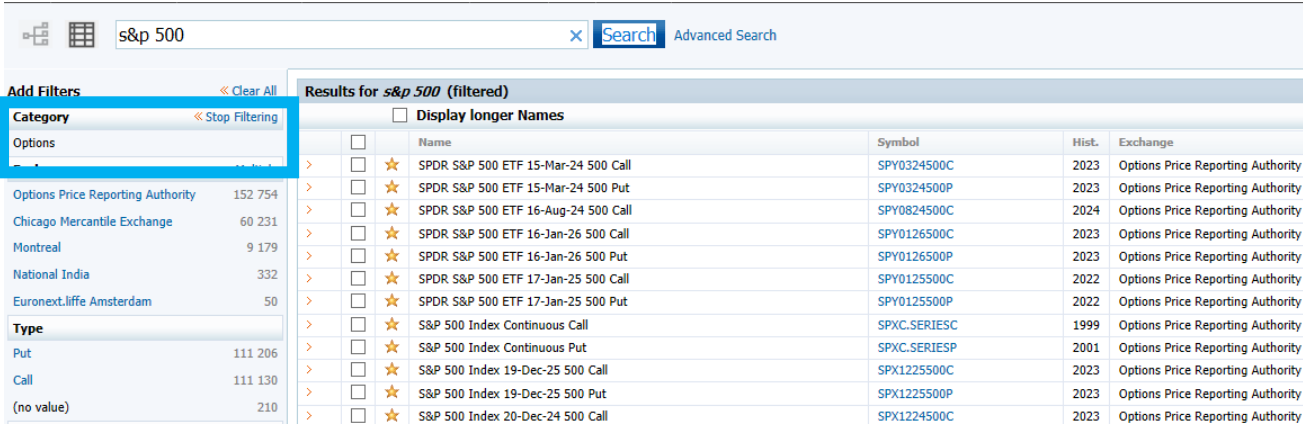 s&p 500 Search Advanced Search
Add Filters Clear All
Category Stop Filtering
Options
Options Price Reporting Authority 152 754
Chicago Mercantile Exchange 60 231
Montreal 9 179
National India 332
Euronext.liffe Amsterdam 50
Type
Put 111 206
Call 111 130
(no value) 210
Results for s&p 500 (filtered)
Display longer Names
Name Symbol Hist. Exchange
SPDR S&P 500 ETF 15-Mar-24 500 Call SPY0324500C 2023 Options Price Reporting Authority
SPDR S&P 500 ETF 15-Mar-24 500 Put SPY0324500P 2023 Options Price Reporting Authority
SPDR S&P 500 ETF 16-Aug-24 500 Call SPY0824500C 2024 Options Price Reporting Authority
SPDR S&P 500 ETF 16-Jan-26 500 Call SPY0126500C 2023 Options Price Reporting Authority
SPDR S&P 500 ETF 16-Jan-26 500 Put SPY0126500P 2023 Options Price Reporting Authority
SPDR S&P 500 ETF 17-Jan-25 500 Call SPY0125500C 2022 Options Price Reporting Authority
SPDR S&P 500 ETF 17-Jan-25 500 Put SPY0125500P 2022 Options Price Reporting Authority
S&P 500 Index Continuous Call SPXC.SERIESC 1999 Options Price Reporting Authority
S&P 500 Index Continuous Put SPXC.SERIESP 2001 Options Price Reporting Authority
S&P 500 Index 19-Dec-25 500 Call SPX1225500C 2023 Options Price Reporting Authority
S&P 500 Index 19-Dec-25 500 Put SPX1225500P 2023 Options Price Reporting Authority
S&P 500 Index 20-Dec-24 500 Call SPX1224500C 2023 Options Price Reporting Authority